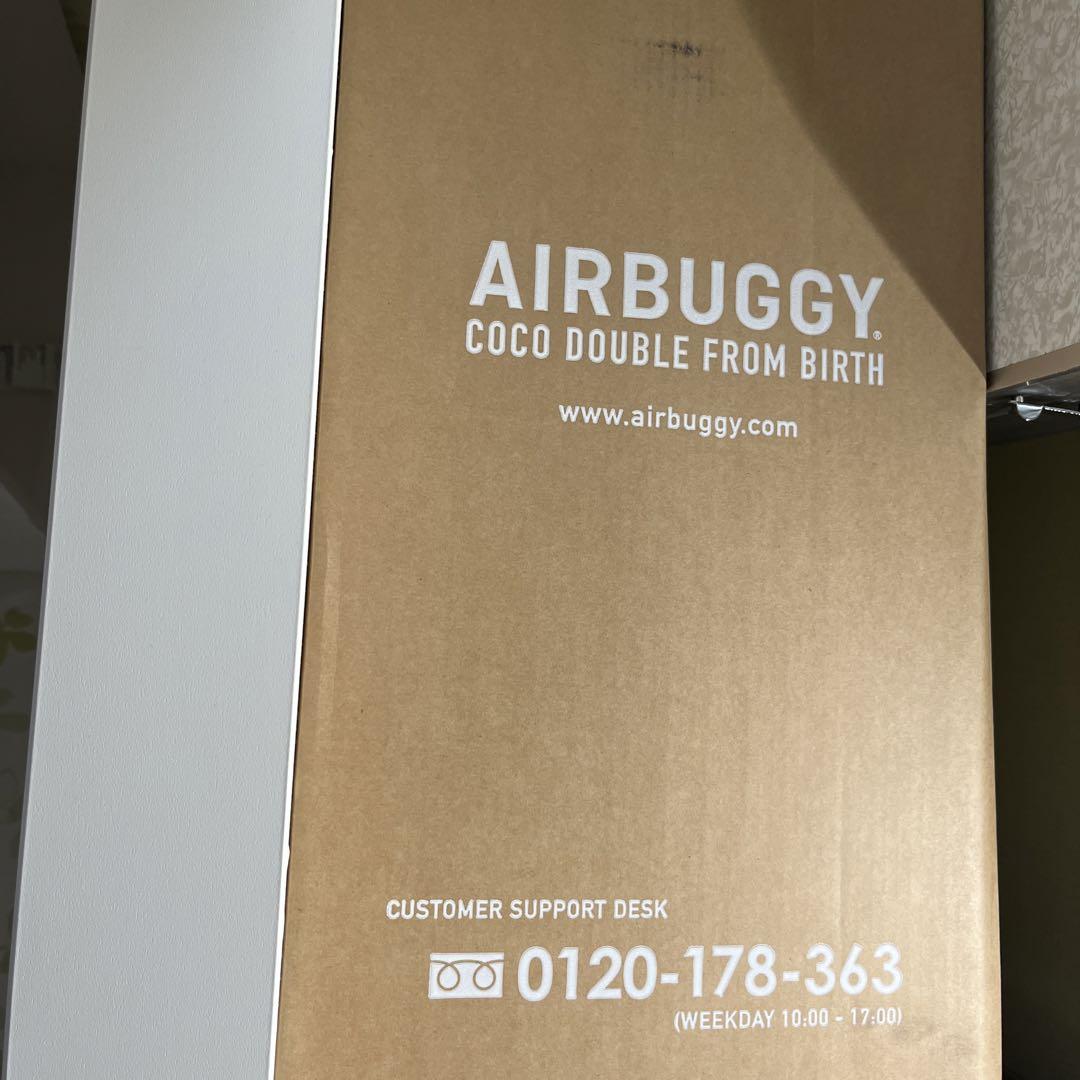 AIRBUGGY®
COCO DOUBLE FROM BIRTH
www.airbuggy.com
CUSTOMER SUPPORT DESK
0120-178-363
(WEEKDAY 10:00 - 17:00)